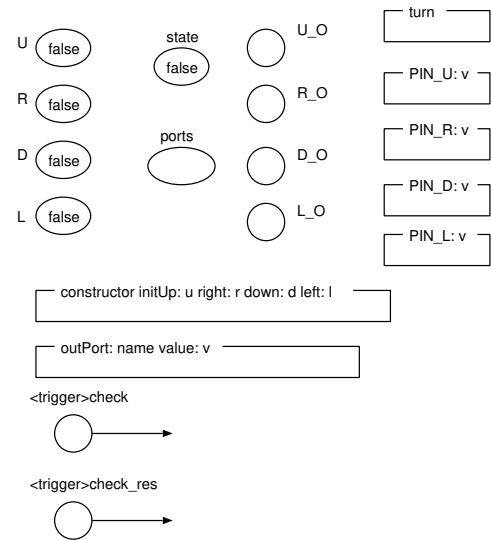 U
false
state
false
U_O
turn
R
false
R_O
PIN_U: v
ports
PIN_R: v
D
false
D_O
PIN_D: v
L
false
L_O
PIN_L: v
constructor initUp: u right: r down: d left: l
outPort: name value: v
<trigger>check
<trigger>check_res